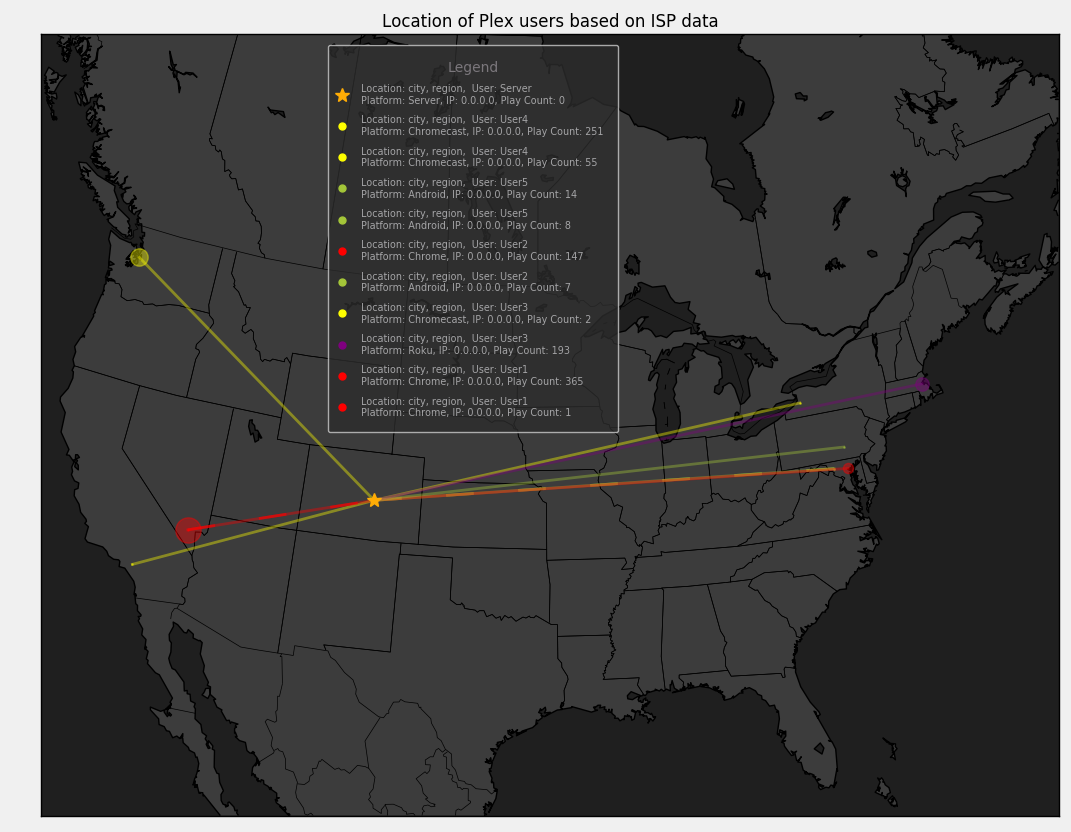 Location of Plex users based on ISP data
Legend
Location: city, region,  User: Server
Platform: Server, IP: 0.0.0.0, Play Count: 0
Location: city, region,  User: User4
Platform: Chromecast, IP: 0.0.0.0, Play Count: 251
Location: city, region,  User: User4
Platform: Chromecast, IP: 0.0.0.0, Play Count: 55
Location: city, region,  User: User5
Platform: Android, IP: 0.0.0.0, Play Count: 14
Location: city, region,  User: User5
Platform: Android, IP: 0.0.0.0, Play Count: 8
Location: city, region,  User: User2
Platform: Chrome, IP: 0.0.0.0, Play Count: 147
Location: city, region,  User: User2
Platform: Android, IP: 0.0.0.0, Play Count: 7
Location: city, region,  User: User3
Platform: Chromecast, IP: 0.0.0.0, Play Count: 2
Location: city, region,  User: User3
Platform: Roku, IP: 0.0.0.0, Play Count: 193
Location: city, region,  User: User1
Platform: Chrome, IP: 0.0.0.0, Play Count: 365
Location: city, region,  User: User1
Platform: Chrome, IP: 0.0.0.0, Play Count: 1